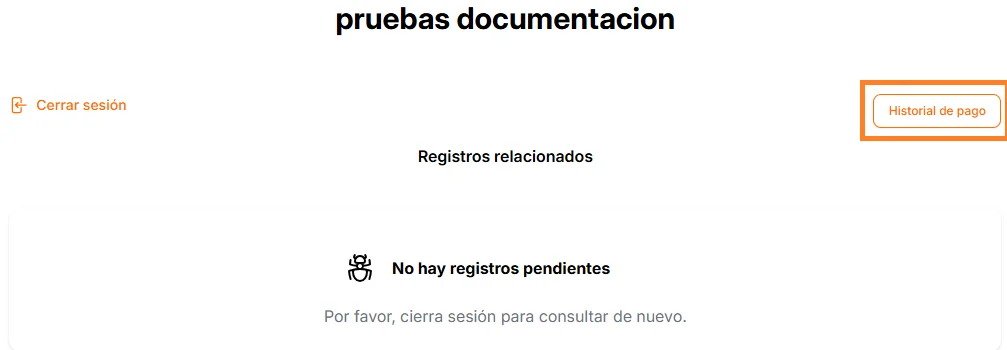 pruebas documentacion
Cerrar sesión
Historial de pago
Registros relacionados
No hay registros pendientes
Por favor, cierra sesión para consultar de nuevo.